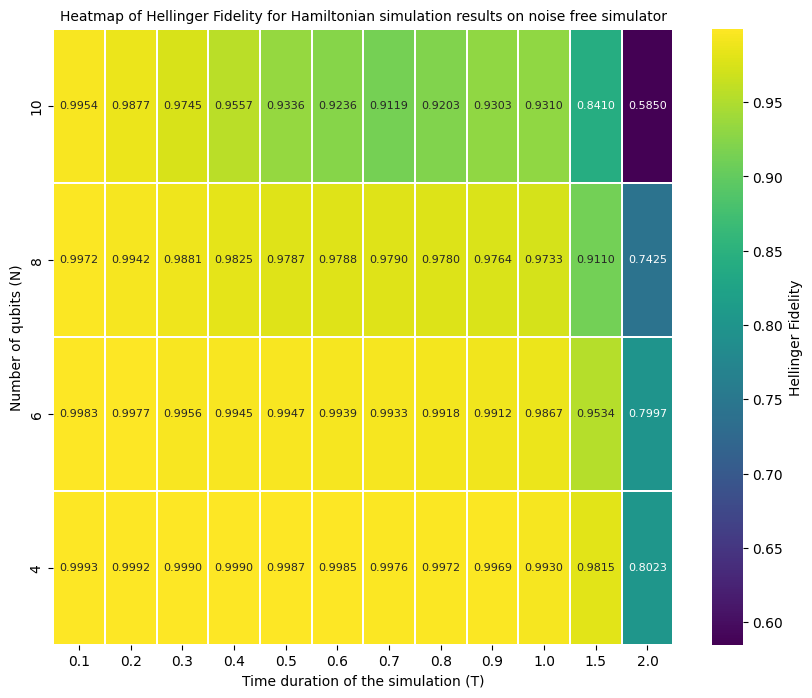 Heatmap of Hellinger Fidelity for Hamiltonian simulation results on noise free simulator
Number of qubits (N)
10 0.9954 0.9877 0.9745 0.9557 0.9336 0.9236 0.9119 0.9203 0.9303 0.9310 0.8410 0.5850
8 0.9972 0.9942 0.9881 0.9825 0.9787 0.9788 0.9790 0.9780 0.9764 0.9733 0.9110 0.7425
6 0.9983 0.9977 0.9956 0.9945 0.9947 0.9939 0.9933 0.9918 0.9912 0.9867 0.9534 0.7997
4 0.9993 0.9992 0.9990 0.9990 0.9987 0.9985 0.9976 0.9972 0.9969 0.9930 0.9815 0.8023
0.1 0.2 0.3 0.4 0.5 0.6 0.7 0.8 0.9 1.0 1.5 2.0
Time duration of the simulation (T)
0.95
0.90
0.85
0.80
0.75
0.70
0.65
0.60
Hellinger Fidelity